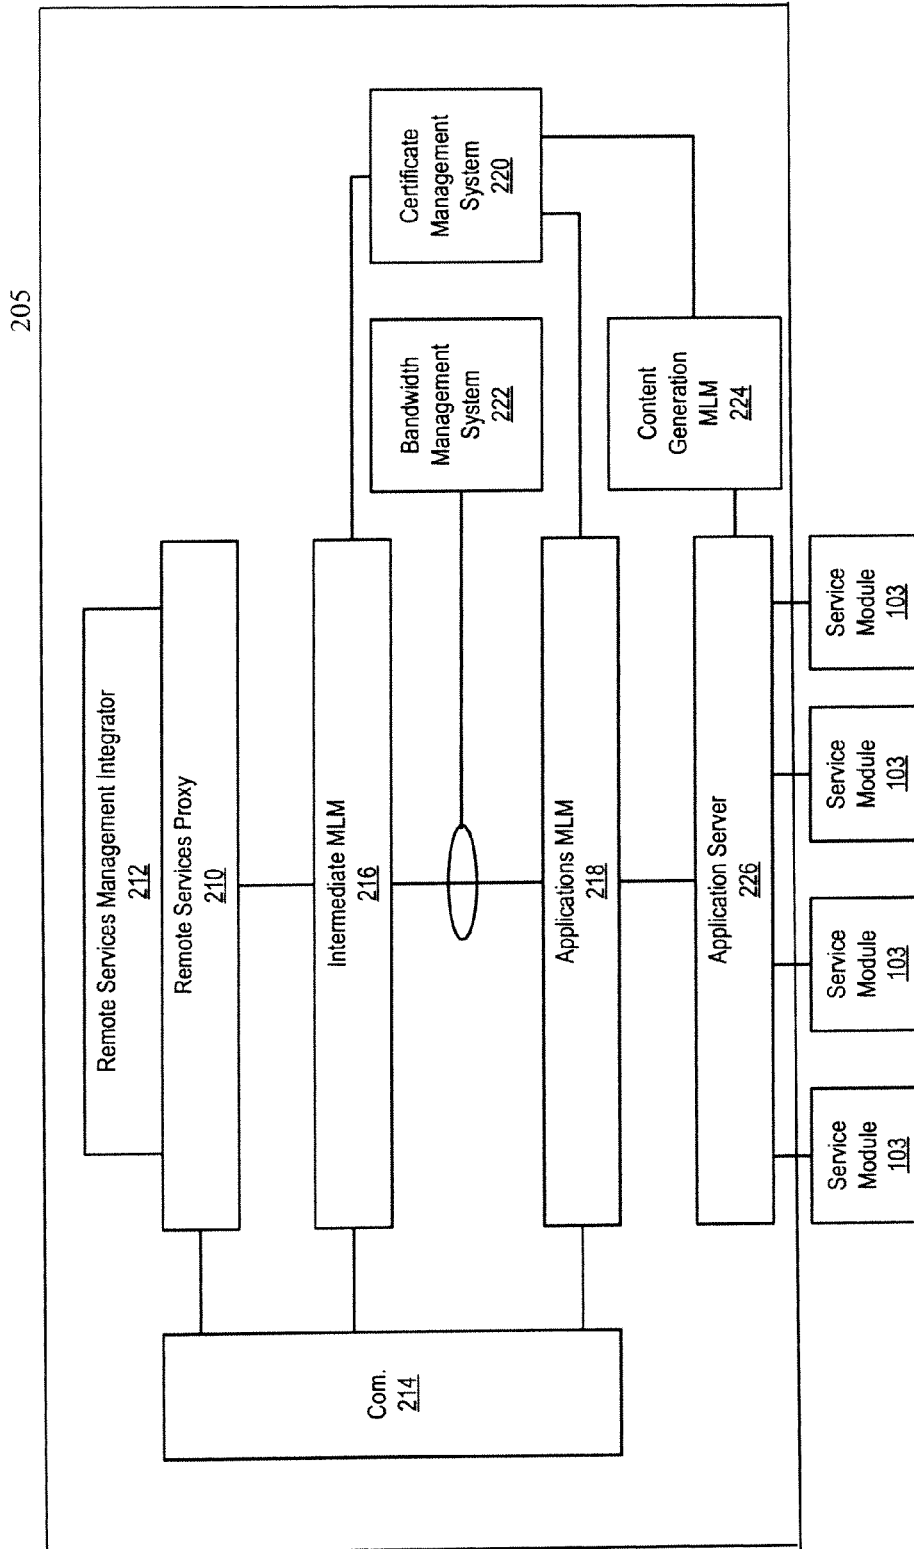 205
Remote Services Management Integrator
212
Remote Services Proxy
210
Com.
214
Intermediate MLM
216
Certificate
Management
System
220
Bandwidth
Management
System
222
Applications MLM
218
Content
Generation
MLM
224
Application Server
226
Service
Module
103
Service
Module
103
Service
Module
103
Service
Module
103